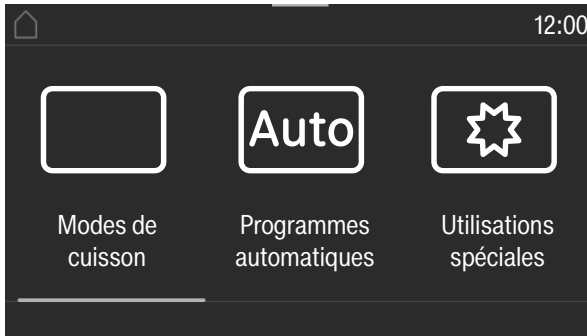 12:00
Auto
Modes de
cuisson
Programmes
automatiques
Utilisations
spéciales